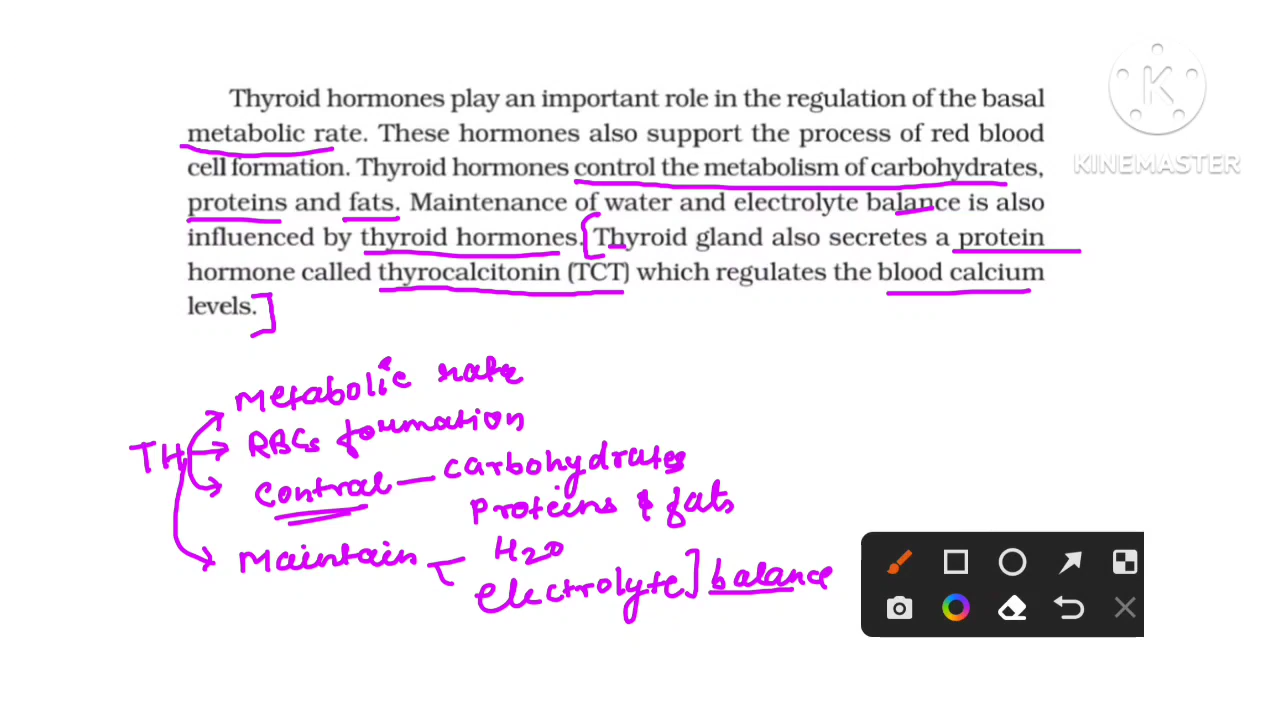 Thyroid hormones play an important role in the regulation of the basal
metabolic rate. These hormones also support the process of red blood
cell formation. Thyroid hormones control the metabolism of carbohydrates,
proteins and fats. Maintenance of water and electrolyte balance is also
influenced by thyroid hormones. [Thyroid gland also secretes a protein
hormone called thyrocalcitonin (TCT) which regulates the blood calcium
levels.]
K
KINEMASTER
Metabolic rate
TH RBCs formation
control — carbohydrates
Proteins & fats
Maintain H2O
electrolyte] balance